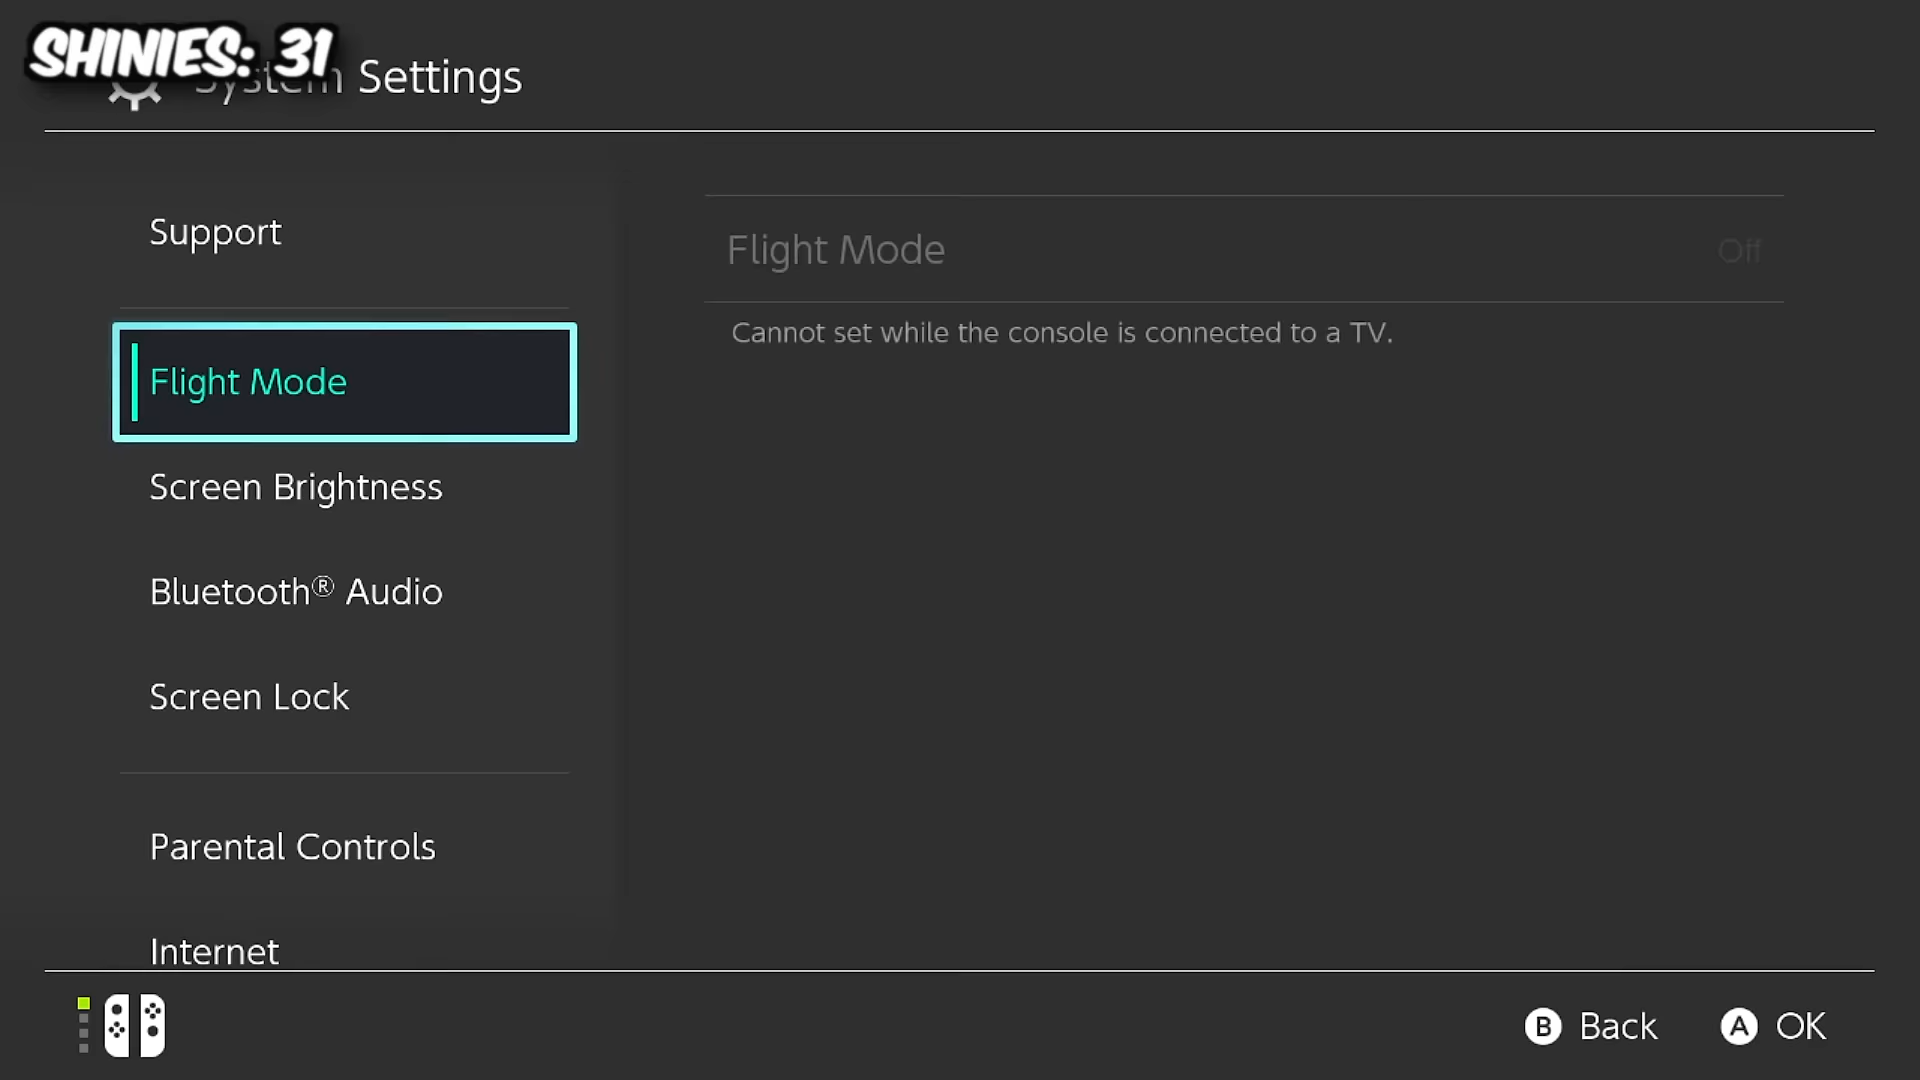 SHINIES: 31
System Settings
Support
Flight Mode
Screen Brightness
Bluetooth® Audio
Screen Lock
Parental Controls
Internet
Flight Mode Off
Cannot set while the console is connected to a TV.
B Back A OK